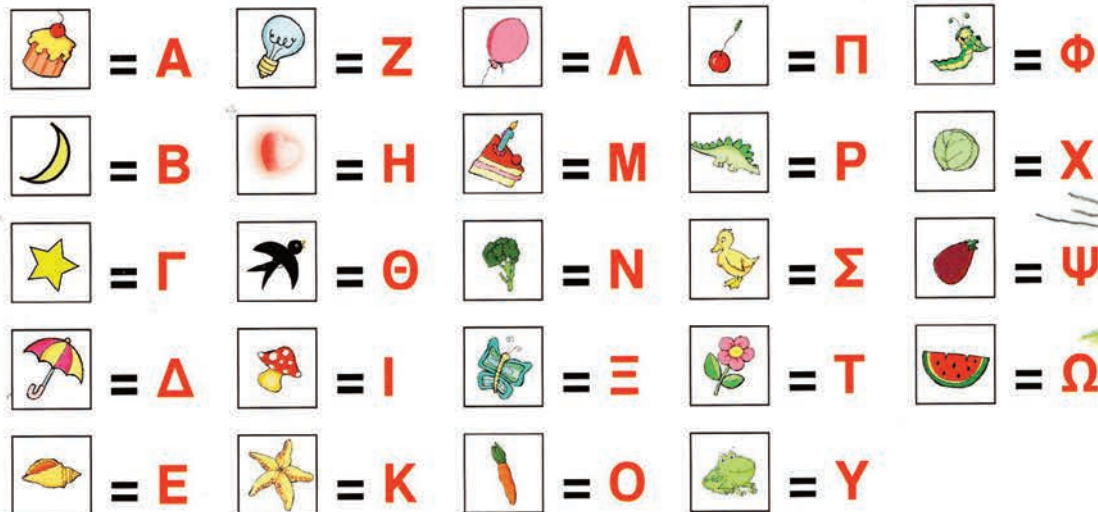 = Α = Ζ = Λ = Π = Φ
= Β = Η = Μ = Ρ = Χ
= Γ = Θ = Ν = Σ = Ψ
= Δ = Ι = Ξ = Τ = Ω
= Ε = Κ = Ο = Υ